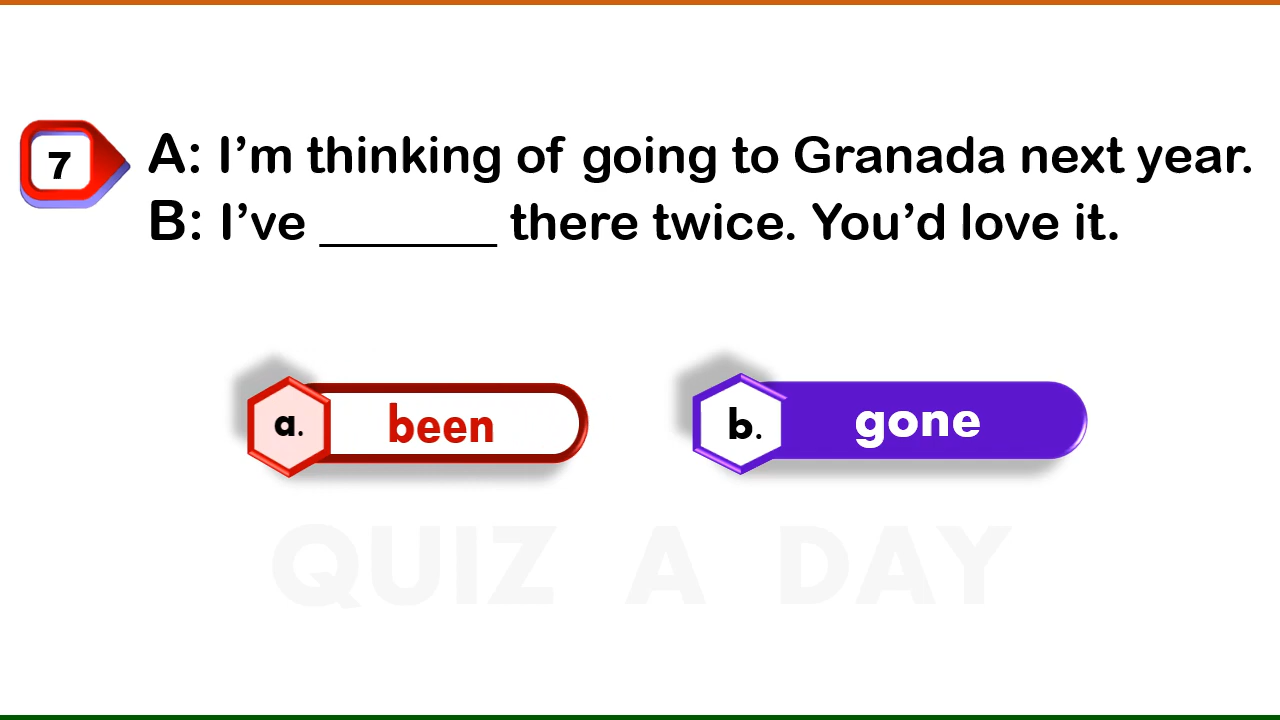 7
A: I’m thinking of going to Granada next year.
B: I’ve _______ there twice. You’d love it.
a. been
b. gone
QUIZ A DAY